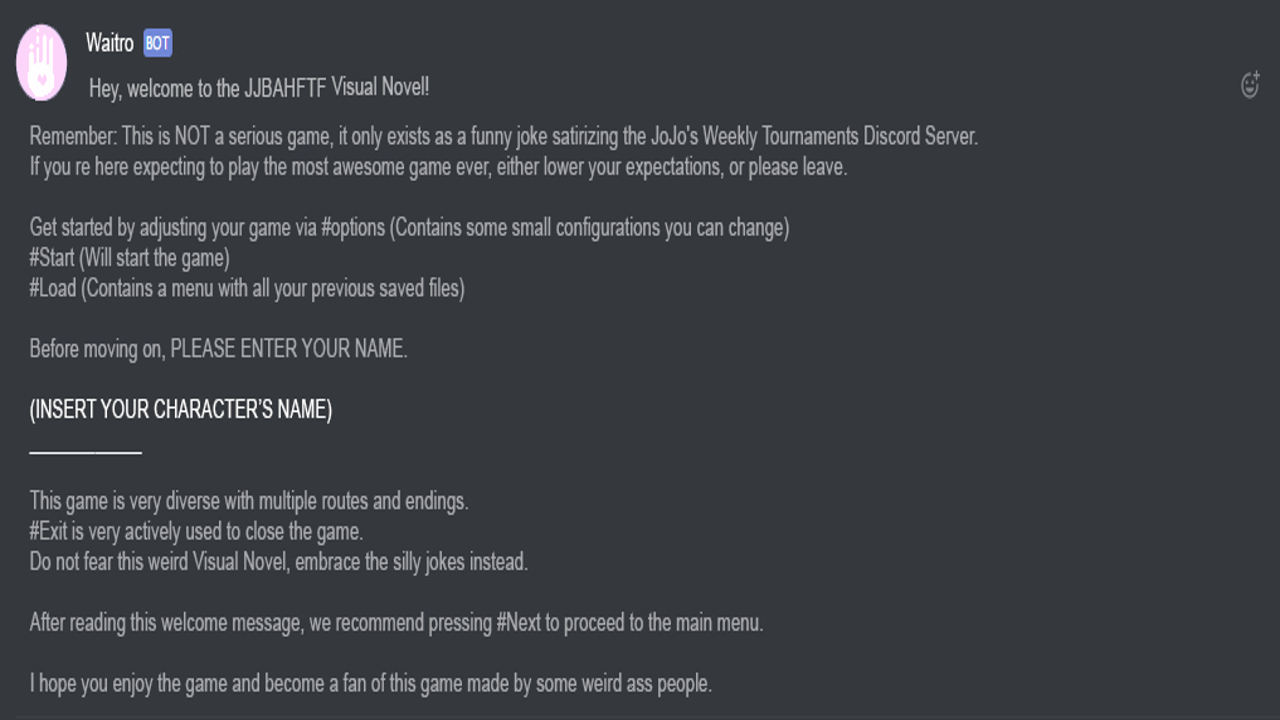 Waitro BOT
Hey, welcome to the JJBAHFTF Visual Novel!
Remember: This is NOT a serious game, it only exists as a funny joke satirizing the JoJo's Weekly Tournaments Discord Server.
If you re here expecting to play the most awesome game ever, either lower your expectations, or please leave.
Get started by adjusting your game via #options (Contains some small configurations you can change)
#Start (Will start the game)
#Load (Contains a menu with all your previous saved files)
Before moving on, PLEASE ENTER YOUR NAME.
(INSERT YOUR CHARACTER’S NAME)
This game is very diverse with multiple routes and endings.
#Exit is very actively used to close the game.
Do not fear this weird Visual Novel, embrace the silly jokes instead.
After reading this welcome message, we recommend pressing #Next to proceed to the main menu.
I hope you enjoy the game and become a fan of this game made by some weird ass people.